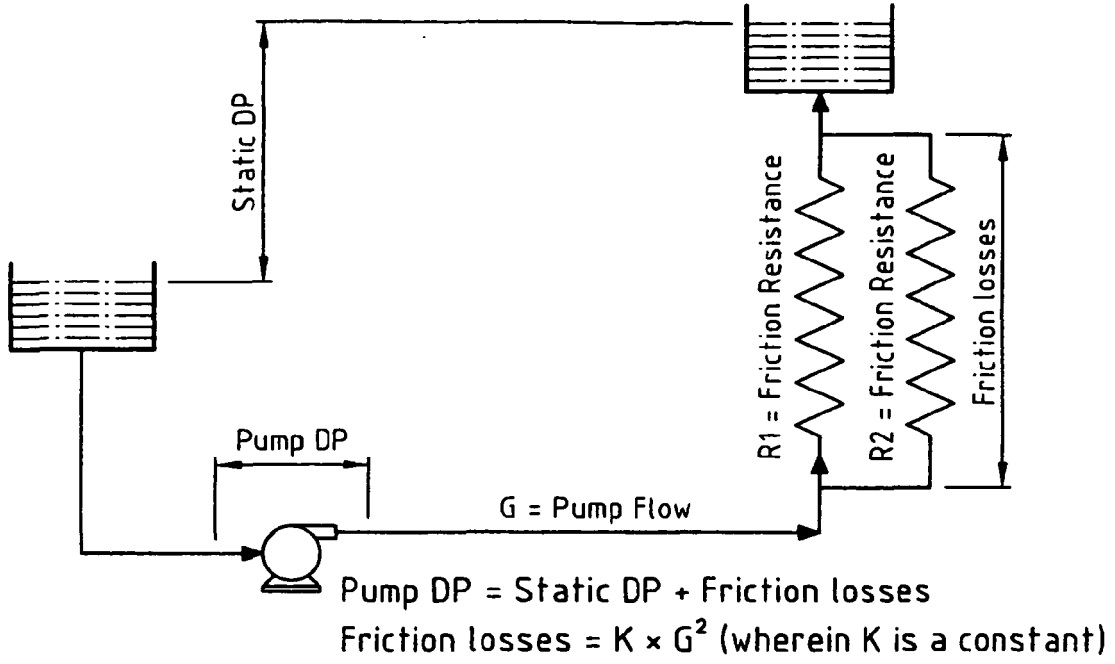 Static DP
R1 = Friction Resistance
R2 = Friction Resistance
Friction losses
Pump DP
G = Pump Flow
Pump DP = Static DP + Friction losses
Friction losses = K × G² (wherein K is a constant)